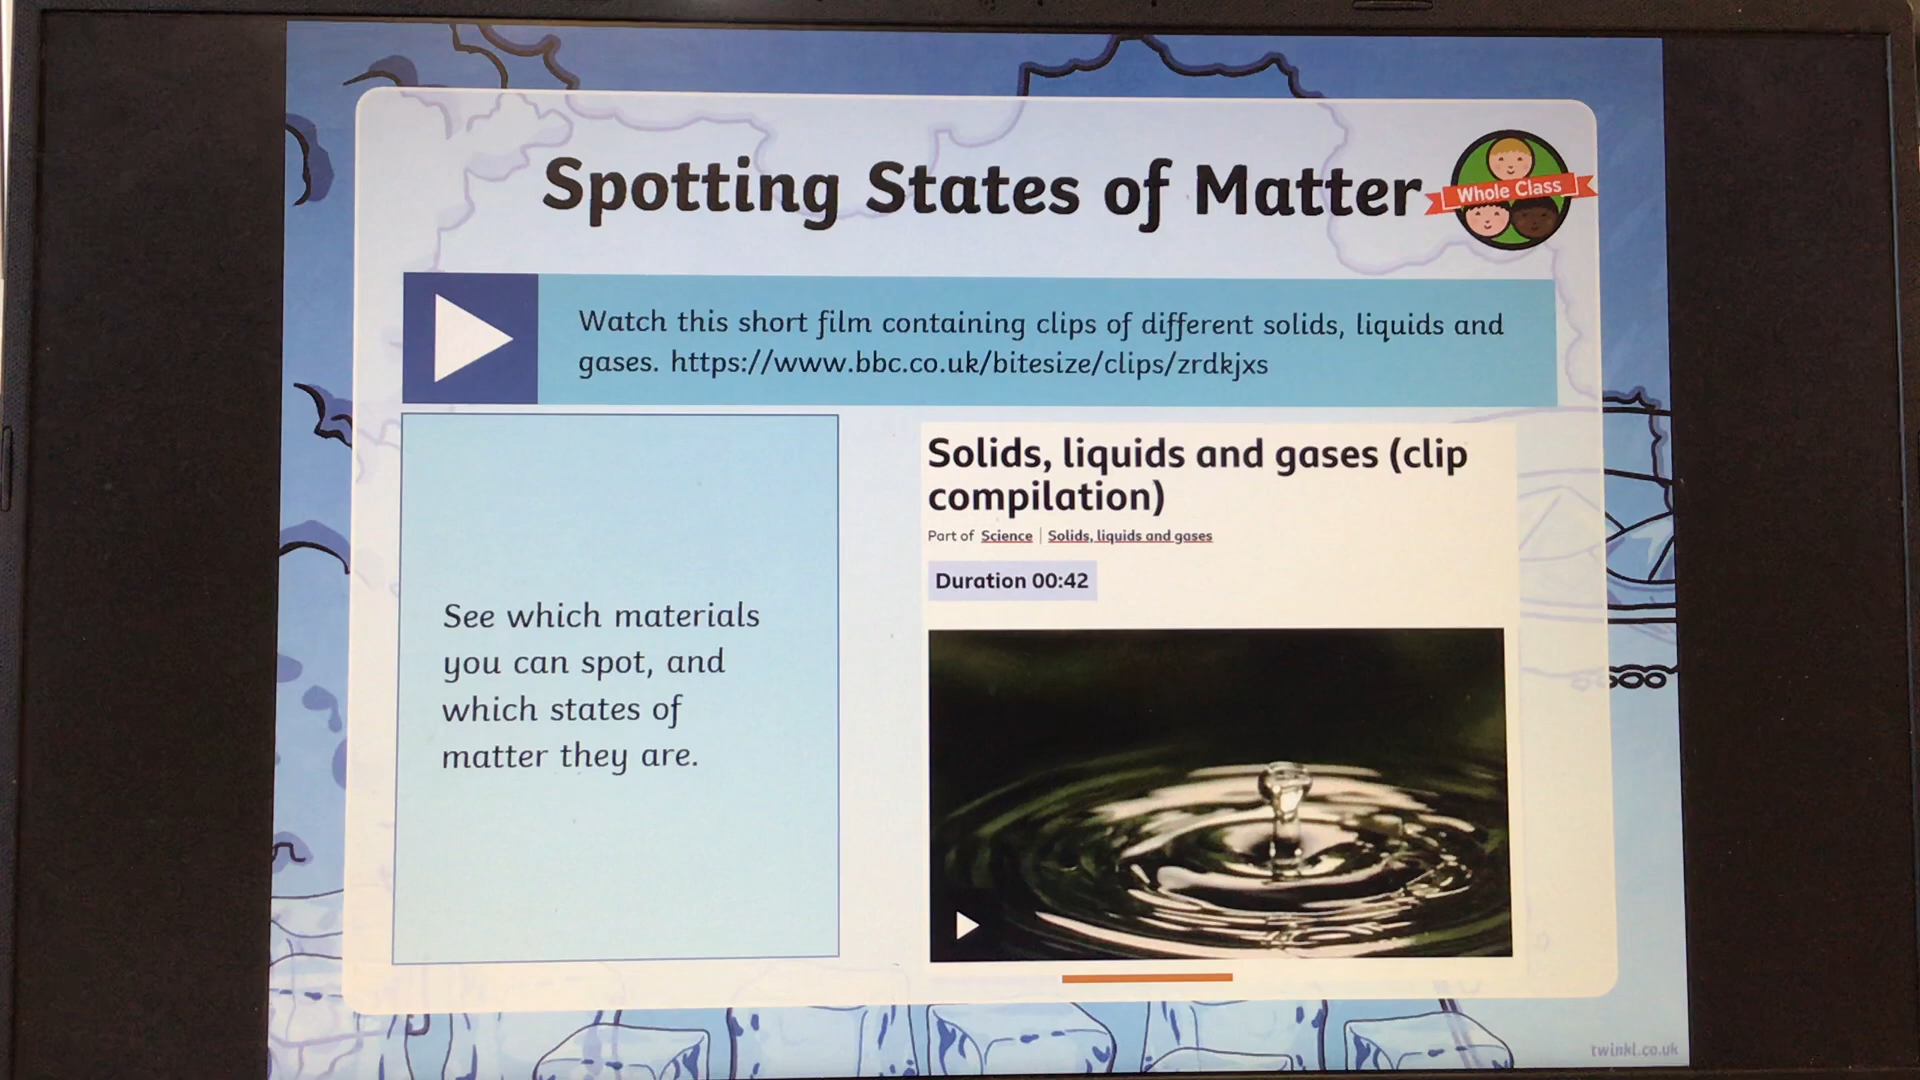 Spotting States of Matter
Whole Class
Watch this short film containing clips of different solids, liquids and
gases. https://www.bbc.co.uk/bitesize/clips/zrdkjxs
See which materials
you can spot, and
which states of
matter they are.
Solids, liquids and gases (clip
compilation)
Part of Science | Solids, liquids and gases
Duration 00:42
twinkl.co.uk